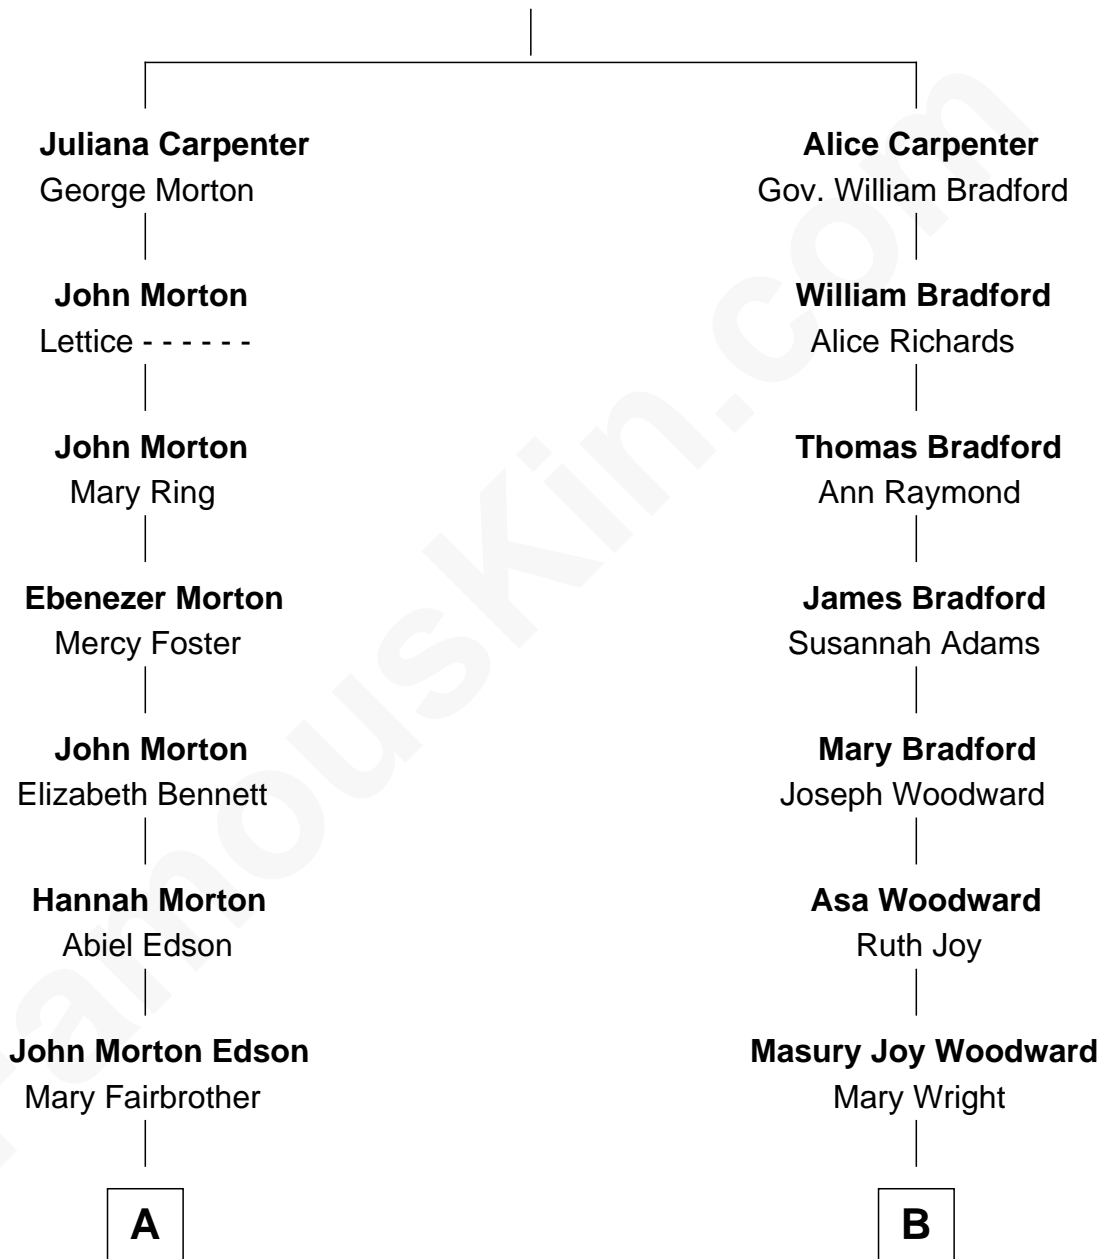 Juliana Carpenter
George Morton
John Morton
Lettice - - - - - -
John Morton
Mary Ring
Ebenezer Morton
Mercy Foster
John Morton
Elizabeth Bennett
Hannah Morton
Abiel Edson
John Morton Edson
Mary Fairbrother
A
Alice Carpenter
Gov. William Bradford
William Bradford
Alice Richards
Thomas Bradford
Ann Raymond
James Bradford
Susannah Adams
Mary Bradford
Joseph Woodward
Asa Woodward
Ruth Joy
Masury Joy Woodward
Mary Wright
B
FamousKin.com